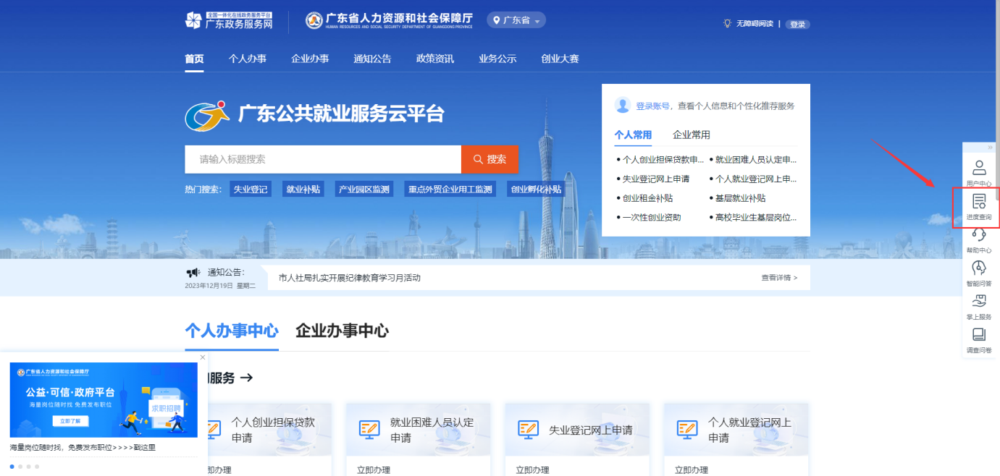 全国一体化在线政务服务平台
广东政务服务网
广东省人力资源和社会保障厅
HUMAN RESOURCES AND SOCIAL SECURITY DEPARTMENT OF GUANGDONG PROVINCE
广东省
无障碍阅读 | 登录
首页 个人办事 企业办事 通知公告 政策资讯 业务公示 创业大赛
广东公共就业服务云平台
请输入标题搜索 搜索
热门搜索： 失业登记 就业补贴 产业园区监测 重点外贸企业用工监测 创业孵化补贴
登录账号，查看个人信息和个性化推荐服务
个人常用 企业常用
• 个人创业担保贷款申... • 就业困难人员认定申...
• 失业登记网上申请 • 个人就业登记网上申...
• 创业租金补贴 • 基层就业补贴
• 一次性创业资助 • 高校毕业生基层岗位...
»
用户中心
进度查询
帮助中心
智能问答
掌上服务
调查问卷
通知公告：
2023年12月19日 星期二
市人社局扎实开展纪律教育学习月活动
查看详情 >
个人办事中心 企业办事中心
服务 →
个人创业担保贷款
申请
就业困难人员认定
申请
失业登记网上申请
个人就业登记网上
申请
即办理 立即办理 立即办理 立即办理
×
广东省人力资源和社会保障厅
公益·可信·政府平台
海量岗位随时找 免费发布职位
立即了解
求职招聘
海量岗位随时找，免费发布职位>>>>戳这里